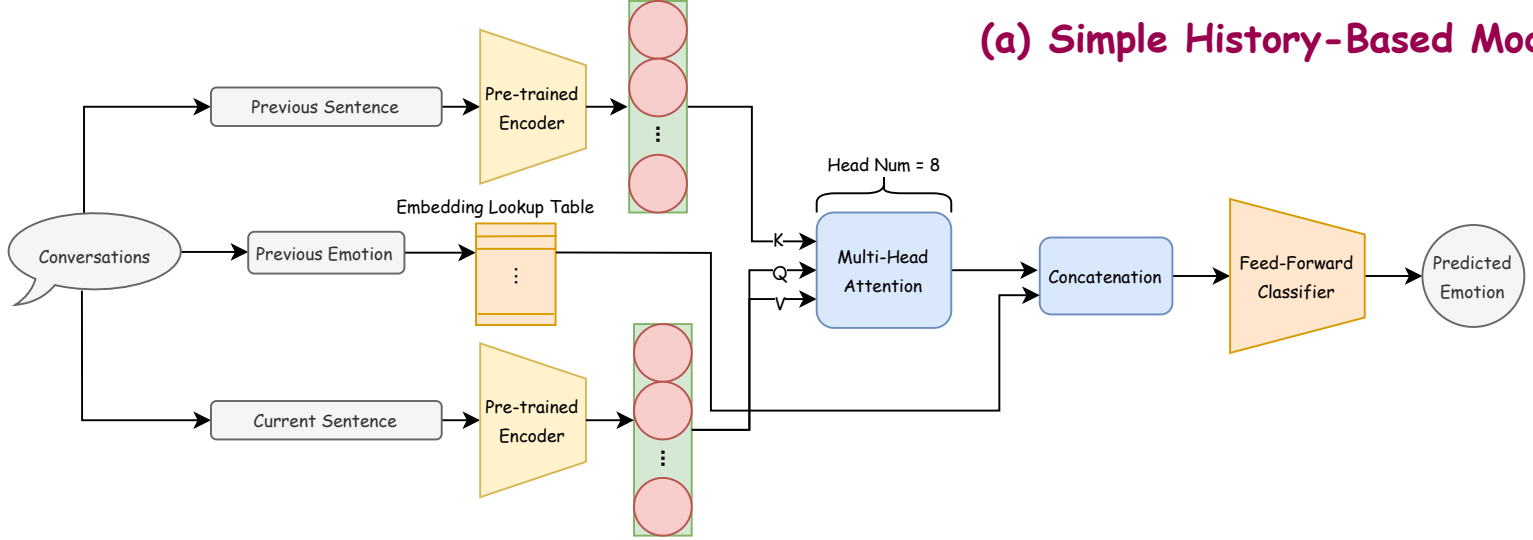 (a) Simple History-Based
Previous Sentence
Pre-trained
Encoder
Head Num = 8
Embedding Lookup Table
Conversations
Previous Emotion
K
Q
V
Multi-Head
Attention
Concatenation
Feed-Forward
Classifier
Predicted
Emotion
Current Sentence
Pre-trained
Encoder